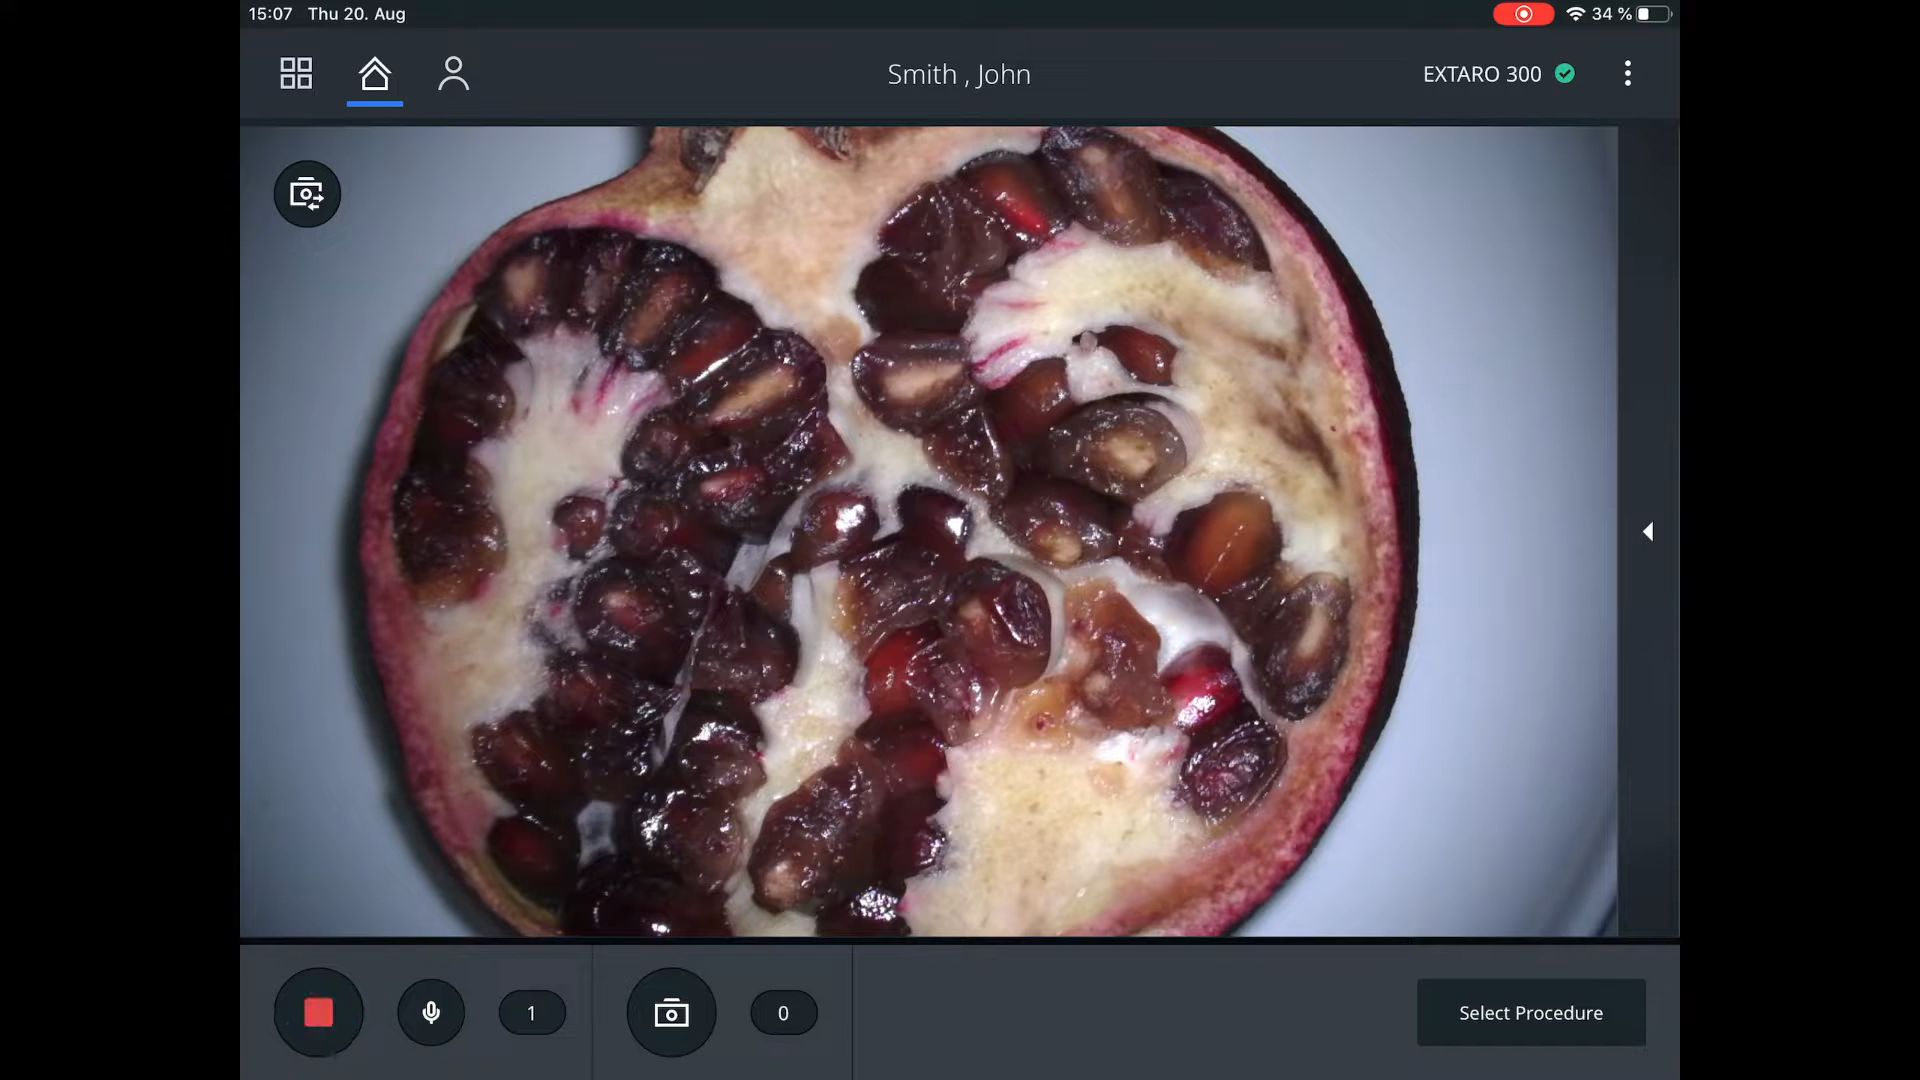 15:07 Thu 20. Aug
34 %
Smith , John
EXTARO 300
1
0
Select Procedure